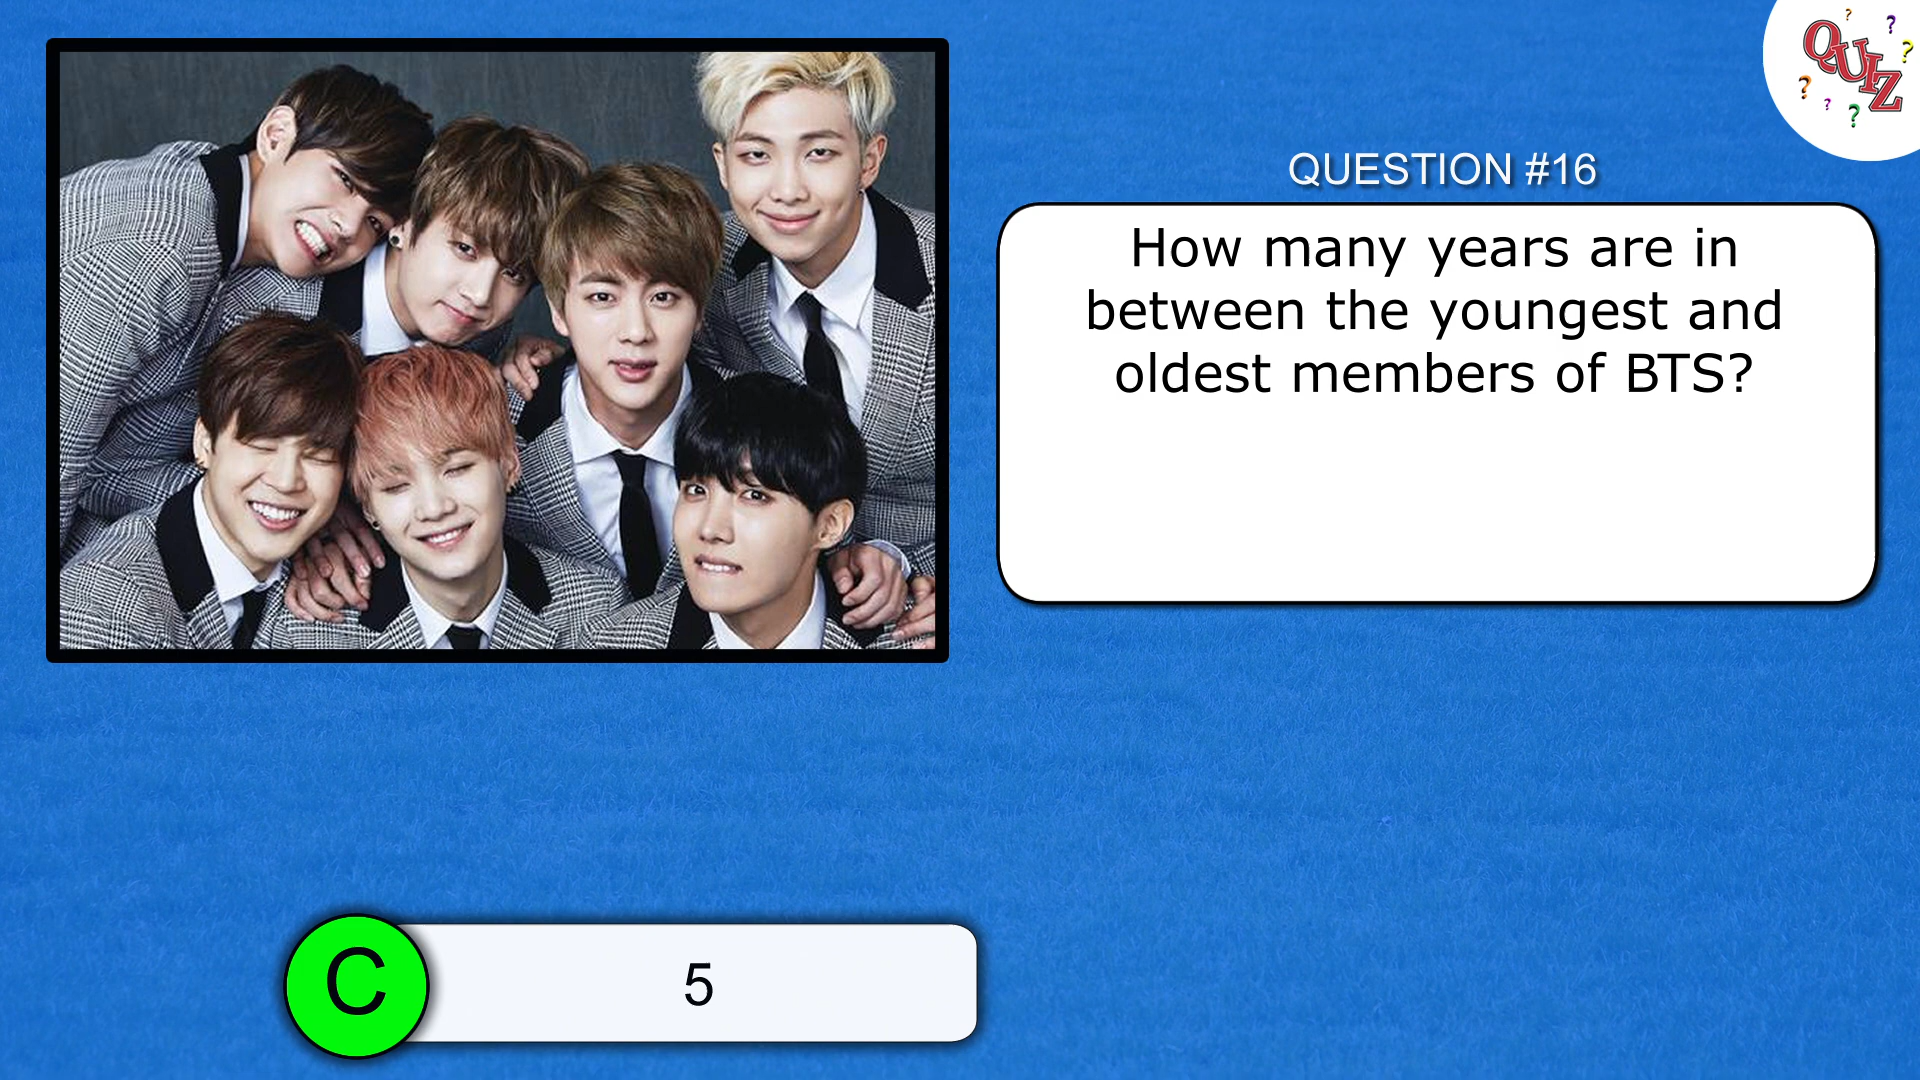 QUIZ
QUESTION #16
How many years are in
between the youngest and
oldest members of BTS?
C
5